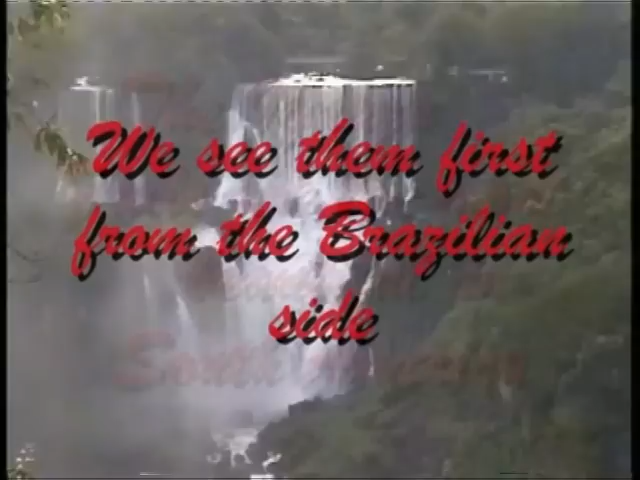 We see them first
from the Brazilian
side